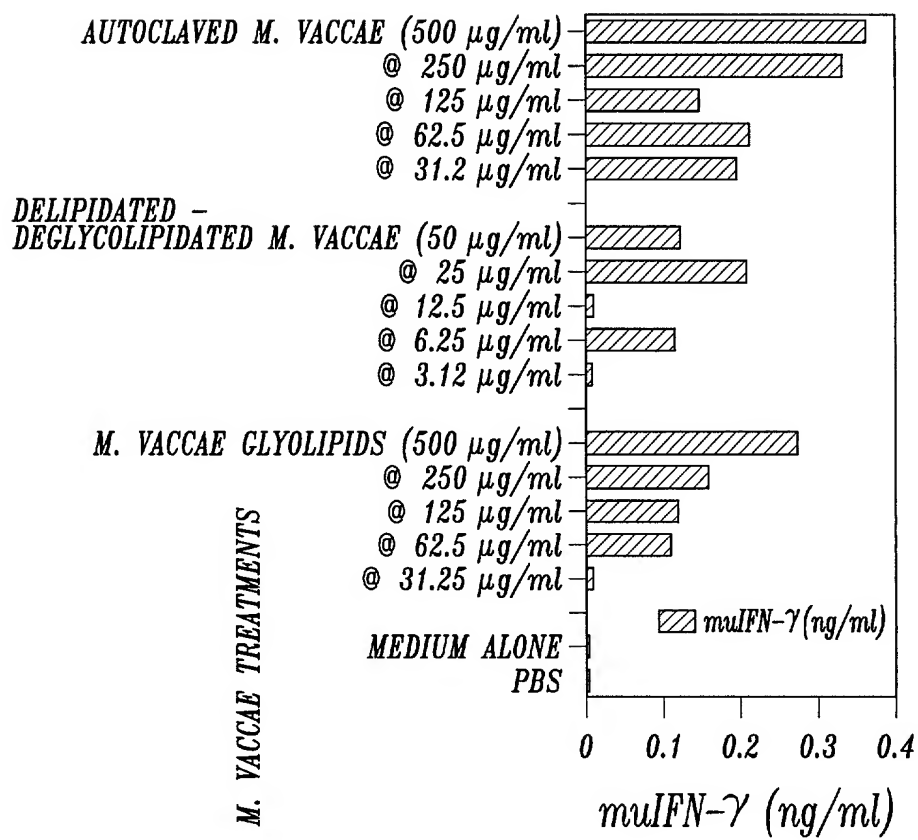 AUTOCLAVED M. VACCAE (500 µg/ml)
@ 250 µg/ml
@ 125 µg/ml
@ 62.5 µg/ml
@ 31.2 µg/ml
DELIPIDATED –
DEGLYCOLIPIDATED M. VACCAE (50 µg/ml)
@ 25 µg/ml
@ 12.5 µg/ml
@ 6.25 µg/ml
@ 3.12 µg/ml
M. VACCAE GLYOLIPIDS (500 µg/ml)
@ 250 µg/ml
@ 125 µg/ml
@ 62.5 µg/ml
@ 31.25 µg/ml
MEDIUM ALONE
PBS
M. VACCAE TREATMENTS
muIFN–γ (ng/ml)
0 0.1 0.2 0.3 0.4
muIFN–γ (ng/ml)